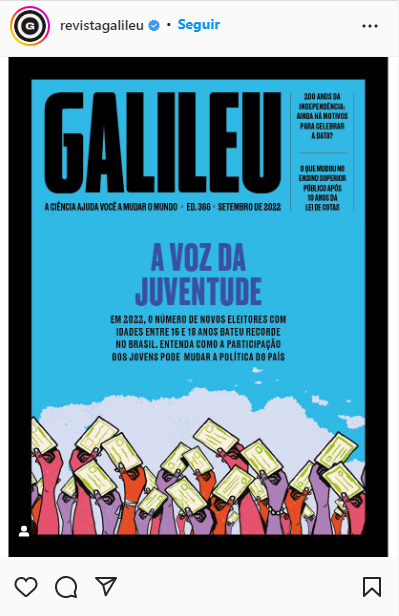 G
revistagalileu • Seguir
GALILEU
200 ANOS DA
INDEPENDÊNCIA:
AINDA HÁ MOTIVOS
PARA CELEBRAR
A DATA?
O QUE MUDOU NO
ENSINO SUPERIOR
PÚBLICO APÓS
10 ANOS DA
LEI DE COTAS
A CIÊNCIA AJUDA VOCÊ A MUDAR O MUNDO • ED. 366 • SETEMBRO DE 2022
A VOZ DA
JUVENTUDE
EM 2022, O NÚMERO DE NOVOS ELEITORES COM
IDADES ENTRE 16 E 18 ANOS BATEU RECORDE
NO BRASIL. ENTENDA COMO A PARTICIPAÇÃO
DOS JOVENS PODE MUDAR A POLÍTICA DO PAÍS